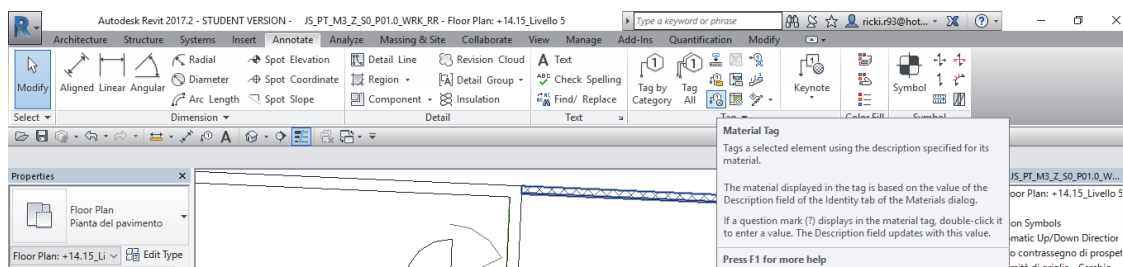 Autodesk Revit 2017.2 - STUDENT VERSION - JS_PT_M3_Z_S0_P01.0_WRK_RR - Floor Plan: +14.15_Livello 5 Type a keyword or phrase ricki.r93@hot...
Architecture Structure Systems Insert Annotate Analyze Massing & Site Collaborate View Manage Add-Ins Quantification Modify
Radial Spot Elevation Detail Line Revision Cloud A Text
Modify Aligned Linear Angular Diameter Spot Coordinate Region Detail Group ABC Check Spelling Tag by Category Tag All Keynote Symbol
Arc Length Spot Slope Component Insulation Find/ Replace
Select Dimension Detail Text Tag Color Fill Symbol
Material Tag
Tags a selected element using the description specified for its
material.
The material displayed in the tag is based on the value of the
Description field of the Identity tab of the Materials dialog.
If a question mark (?) displays in the material tag, double-click it
to enter a value. The Description field updates with this value.
Press F1 for more help
Properties
Floor Plan
Pianta del pavimento
Floor Plan: +14.15_Li Edit Type
JS_PT_M3_Z_S0_P01.0_W...
oor Plan: +14.15_Livello 5
on Symbols
matic Up/Down Direction
o contrassegno di prospet